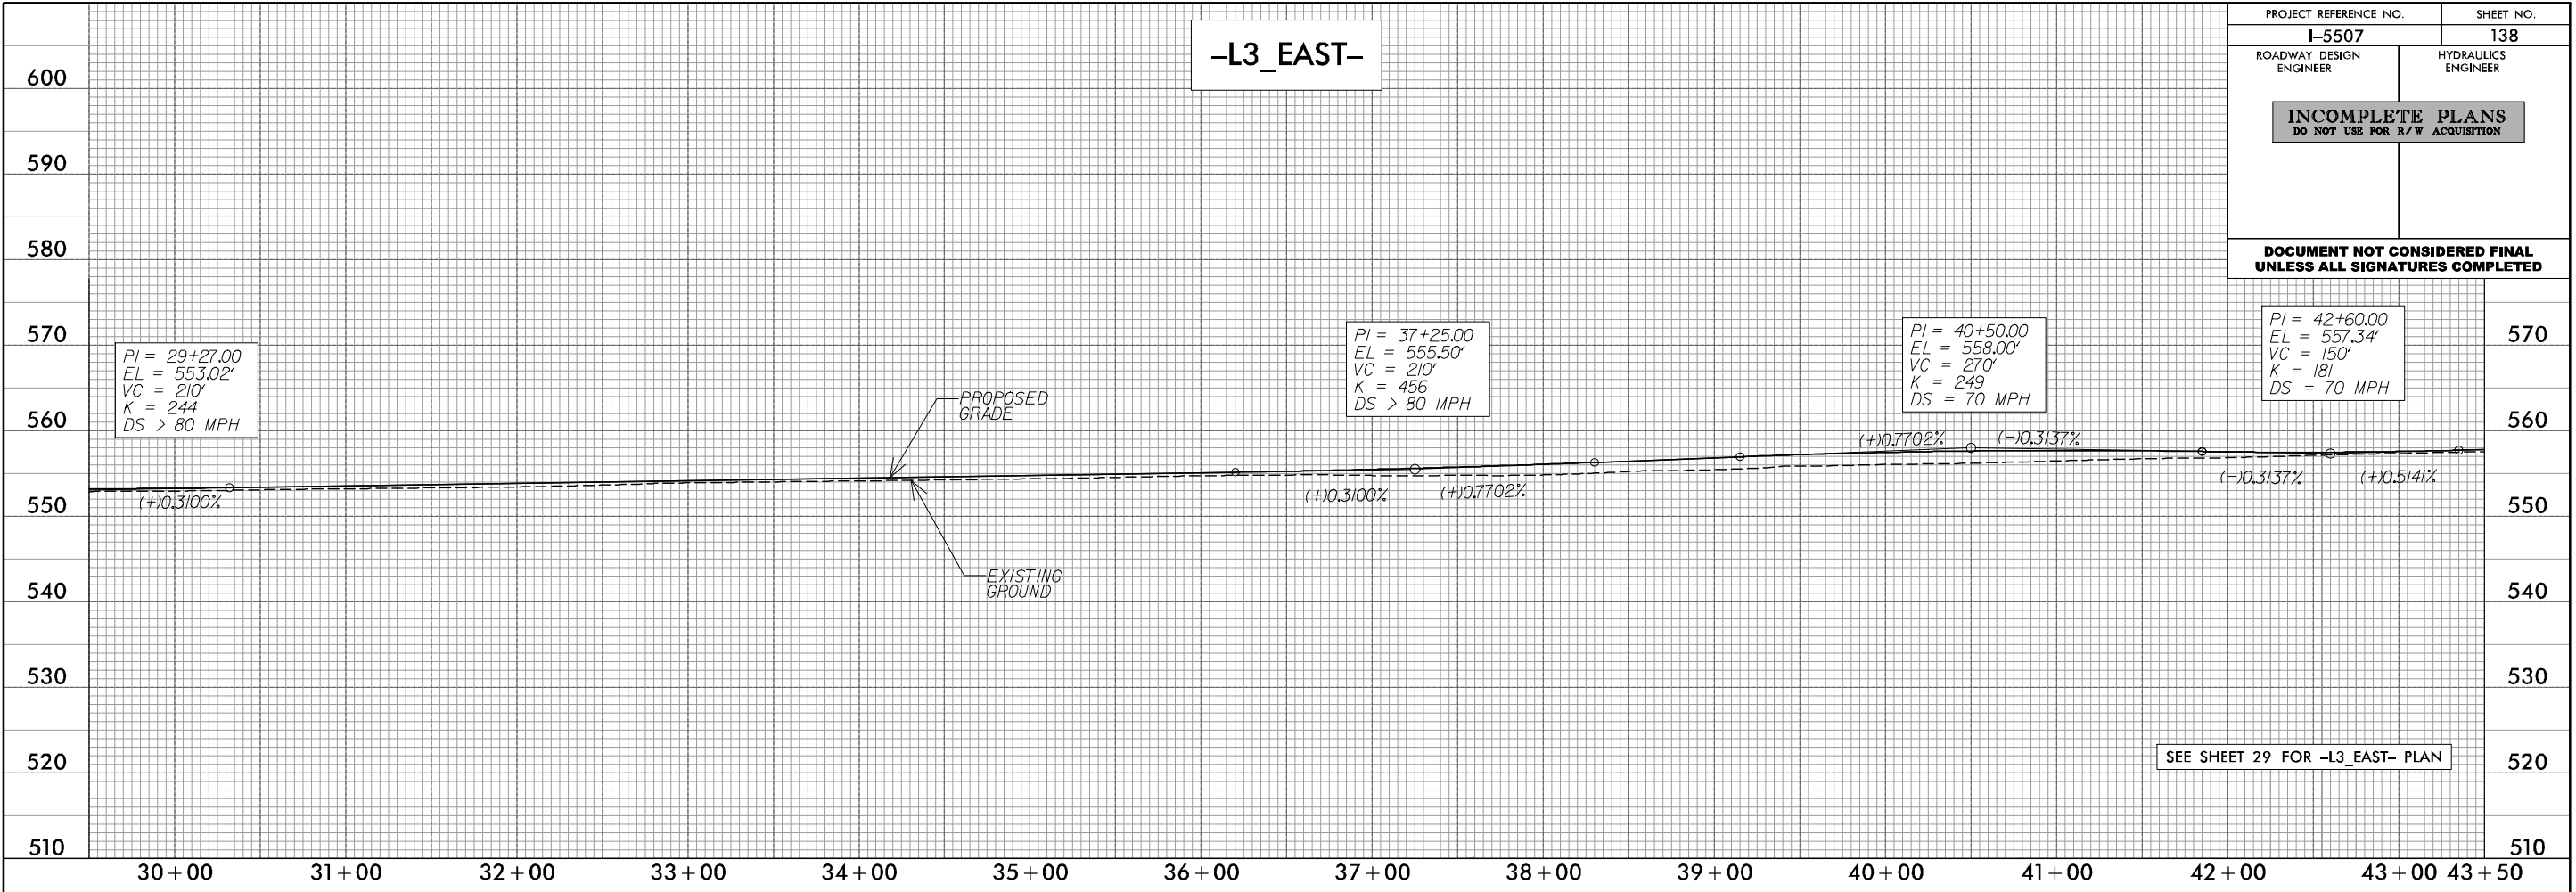 –L3_EAST–
PROJECT REFERENCE NO.
SHEET NO.
I–5507
138
ROADWAY DESIGN
ENGINEER
HYDRAULICS
ENGINEER
INCOMPLETE PLANS
DO NOT USE FOR R/W ACQUISITION
DOCUMENT NOT CONSIDERED FINAL
UNLESS ALL SIGNATURES COMPLETED
600
590
580
570
560
550
540
530
520
510
PI = 29+27.00
EL = 553.02'
VC = 210'
K = 244
DS > 80 MPH
PROPOSED
GRADE
EXISTING
GROUND
PI = 37+25.00
EL = 555.50'
VC = 210'
K = 456
DS > 80 MPH
PI = 40+50.00
EL = 558.00'
VC = 270'
K = 249
DS = 70 MPH
PI = 42+60.00
EL = 557.34'
VC = 150'
K = 181
DS = 70 MPH
(+)0.3100%
(+)0.3100%
(+)0.7702%
(+)0.7702%
(-)0.3137%
(-)0.3137%
(+)0.5141%
570
560
550
540
530
520
510
SEE SHEET 29 FOR –L3_EAST– PLAN
30+00 31+00 32+00 33+00 34+00 35+00 36+00 37+00 38+00 39+00 40+00 41+00 42+00 43+00 43+50